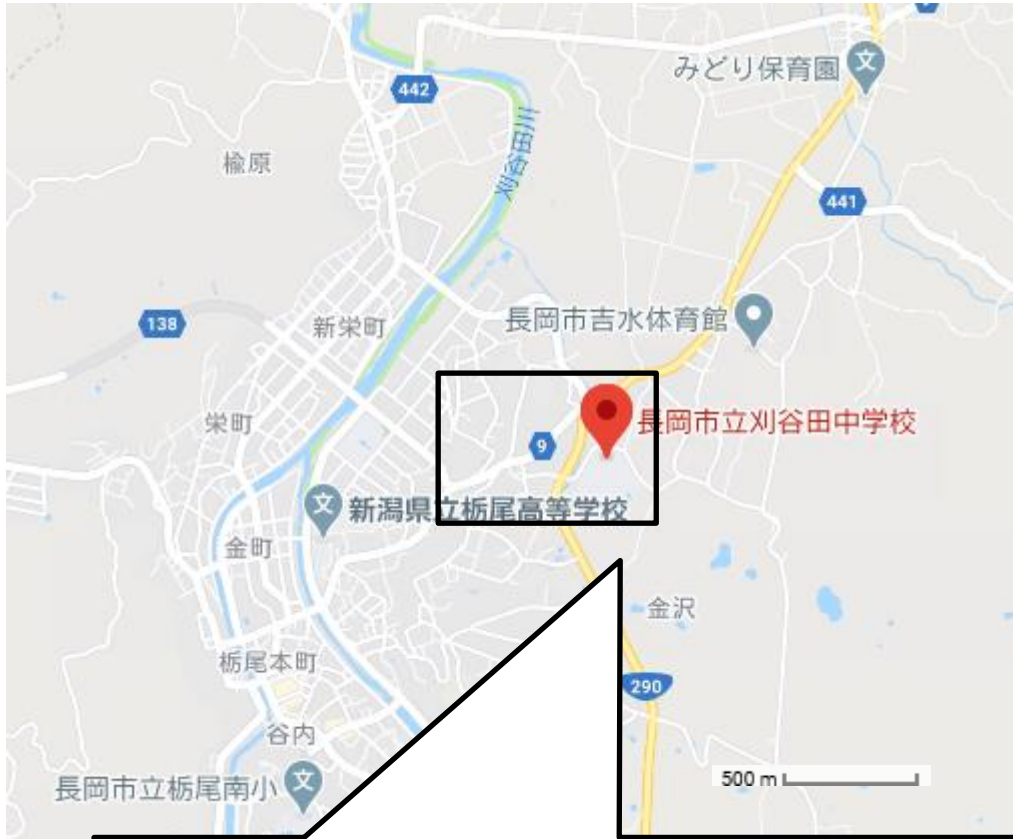 みどり保育園
442
刈谷田川
楡原
441
138
新栄町
長岡市吉水体育館
栄町
長岡市立刈谷田中学校
9
新潟県立栃尾高等学校
金町
金沢
栃尾本町
290
谷内
500 m
長岡市立栃尾南小